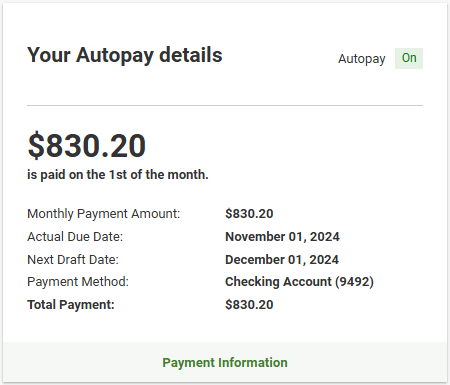 Your Autopay details
Autopay On
$830.20
is paid on the 1st of the month.
Monthly Payment Amount: $830.20
Actual Due Date: November 01, 2024
Next Draft Date: December 01, 2024
Payment Method: Checking Account (9492)
Total Payment: $830.20
Payment Information